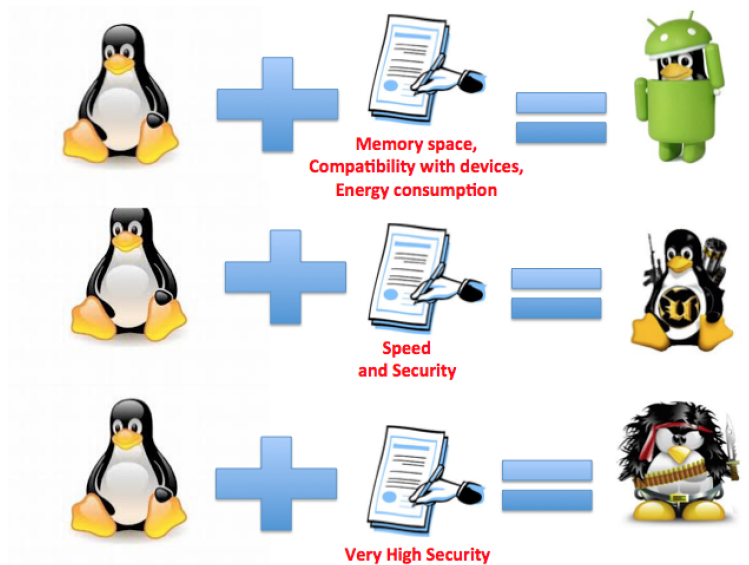 Memory space,
Compatibility with devices,
Energy consumption
Speed
and Security
Very High Security